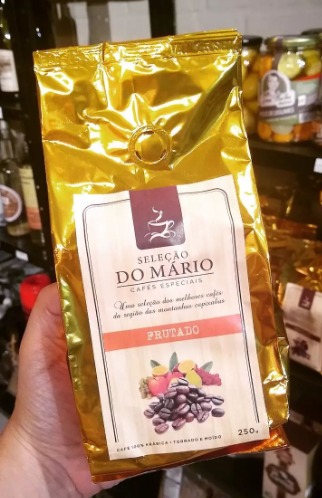 SELEÇÃO
DO MÁRIO
CAFÉS ESPECIAIS
Uma seleção dos melhores cafés
da região das montanhas capixabas
FRUTADO
250g
CAFÉ 100% ARÁBICA • TORRADO E MOÍDO